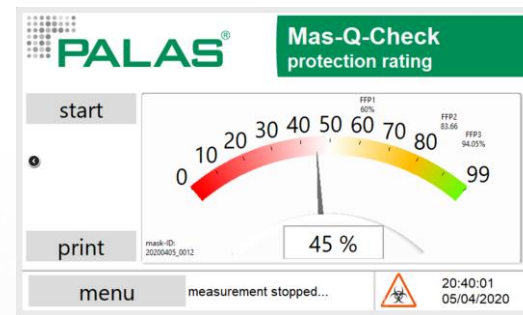 PALAS®
Mas-Q-Check
protection rating
start
0 10 20 30 40 50 60 70 80 99
FFP1
60%
FFP2
83.66
FFP3
94.05%
mask-ID:
20200405_0012
45 %
print
menu
measurement stopped...
20:40:01
05/04/2020